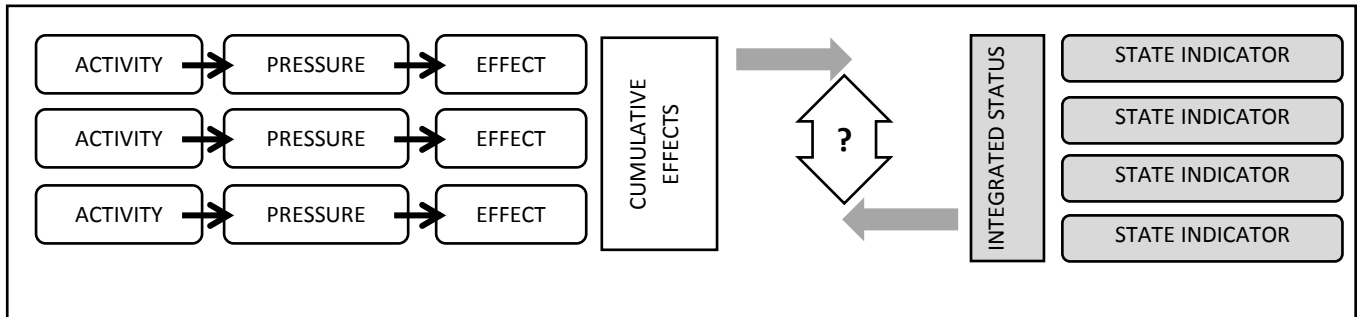 ACTIVITY PRESSURE EFFECT
ACTIVITY PRESSURE EFFECT
ACTIVITY PRESSURE EFFECT
CUMULATIVE
EFFECTS
?
INTEGRATED STATUS
STATE INDICATOR
STATE INDICATOR
STATE INDICATOR
STATE INDICATOR